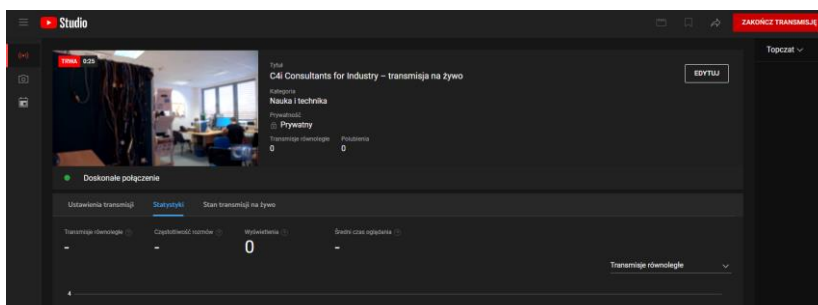 Studio
ZAKOŃCZ TRANSMISJĘ
TRWA 0:25
Tytuł
C4i Consultants for Industry – transmisja na żywo
EDYTUJ
Kategoria
Nauka i technika
Prywatność
Prywatny
Transmisje równoległe Polubienia
0 0
Topczat
Doskonałe połączenie
Ustawienia transmisji Statystyki Stan transmisji na żywo
Transmisje równoległe Częstotliwość rozmów Wyświetlenia Średni czas oglądania
- - 0 -
Transmisje równoległe
4